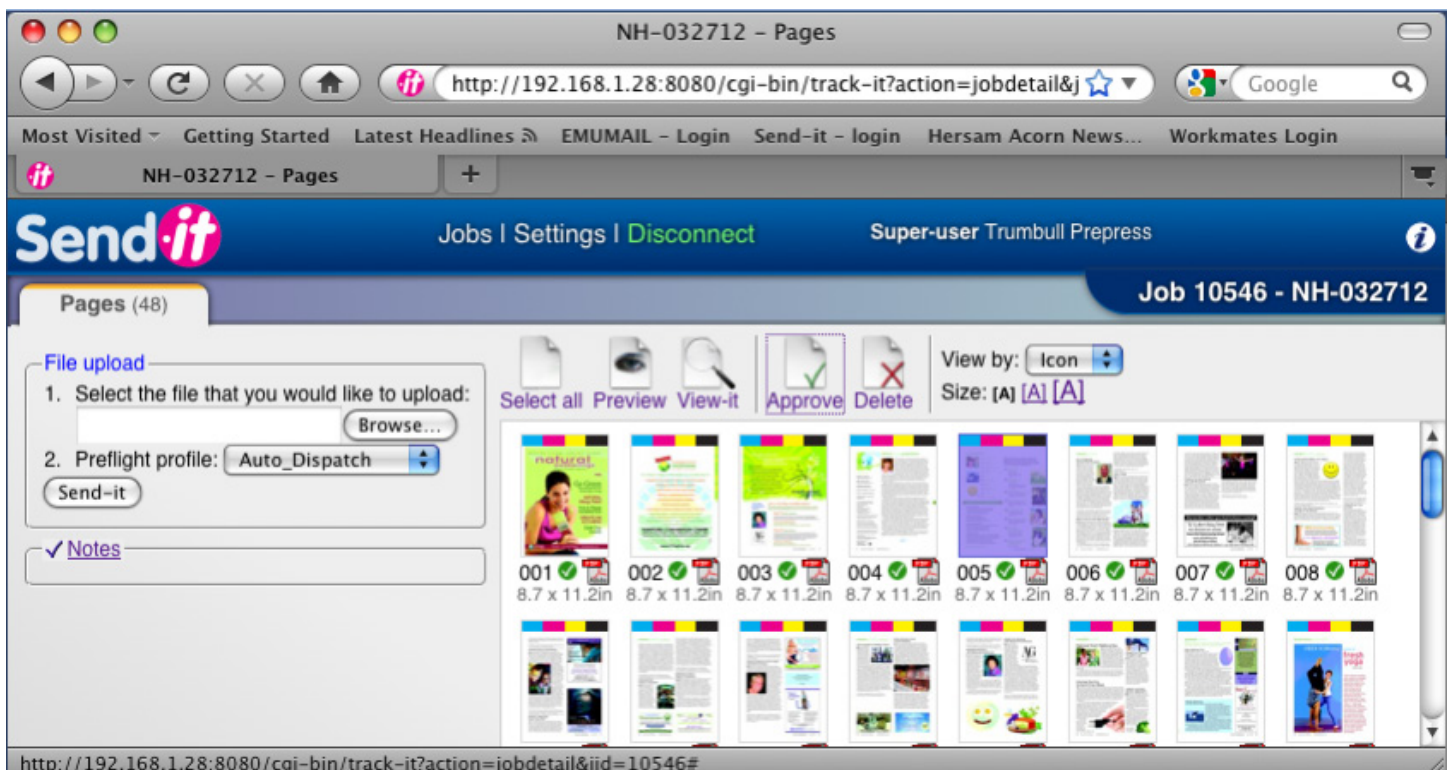 NH-032712 – Pages
http://192.168.1.28:8080/cgi-bin/track-it?action=jobdetail&j
Google
Most Visited Getting Started Latest Headlines EMUMAIL – Login Send-it – login Hersam Acorn News... Workmates Login
it NH-032712 – Pages +
Send·it
Jobs | Settings | Disconnect
Super-user Trumbull Prepress
i
Pages (48)
Job 10546 - NH-032712
File upload
1. Select the file that you would like to upload:
Browse...
2. Preflight profile: Auto_Dispatch
Send-it
✓ Notes
Select all Preview View-it Approve Delete
View by: Icon
Size: [A] [A] [A]
natural
001 002 003 004 005 006 007 008
8.7 x 11.2in 8.7 x 11.2in 8.7 x 11.2in 8.7 x 11.2in 8.7 x 11.2in 8.7 x 11.2in 8.7 x 11.2in 8.7 x 11.2in
AG
fresh
yoga
http://192.168.1.28:8080/cgi-bin/track-it?action=jobdetail&jid=10546#